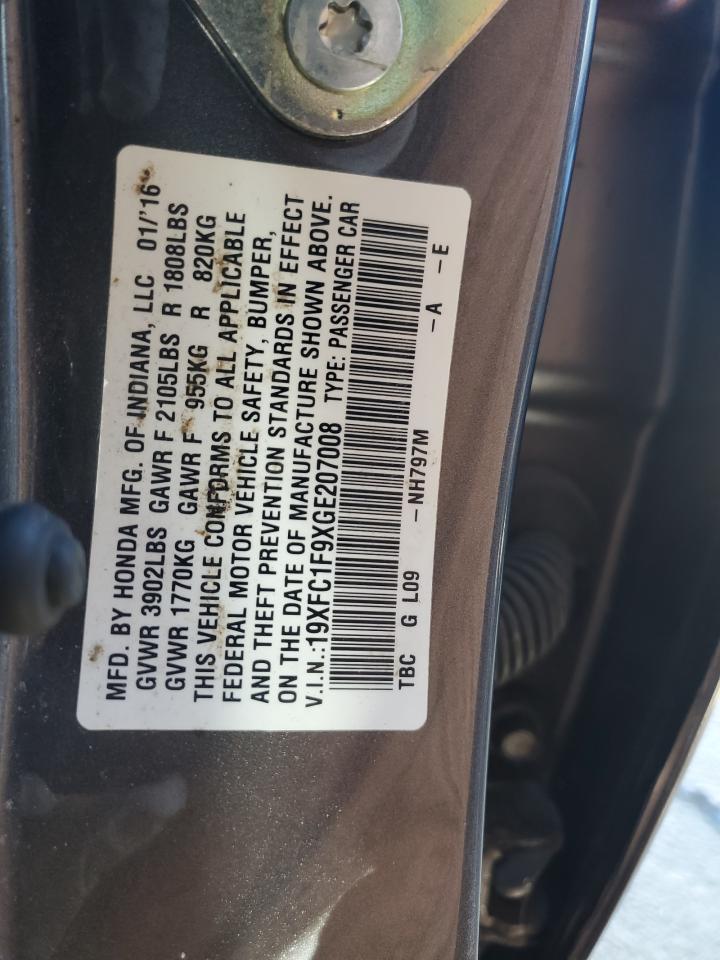 MFD. BY HONDA MFG. OF INDIANA, LLC 01/'16
GVWR 3902LBS GAWR F 2105LBS R 1808LBS
GVWR 1770KG GAWR F 955KG R 820KG
THIS VEHICLE CONFORMS TO ALL APPLICABLE
FEDERAL MOTOR VEHICLE SAFETY, BUMPER,
AND THEFT PREVENTION STANDARDS IN EFFECT
ON THE DATE OF MANUFACTURE SHOWN ABOVE.
V.I.N.:19XFC1F9XGE207008 TYPE: PASSENGER CAR
TBC G L09 –NH797M –A –E